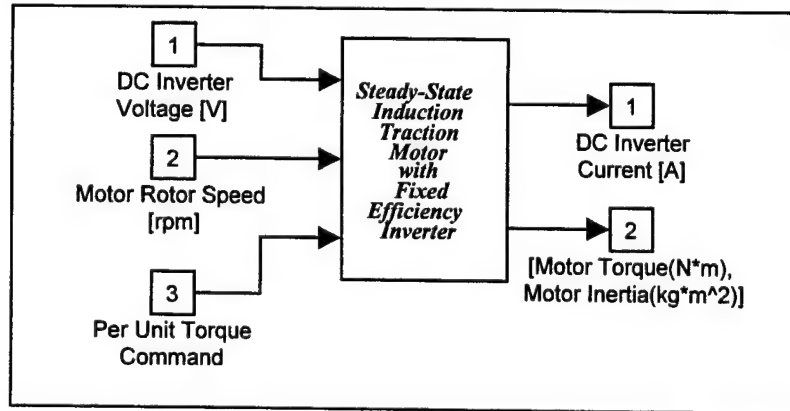 1
DC Inverter
Voltage [V]
2
Motor Rotor Speed
[rpm]
3
Per Unit Torque
Command
Steady-State
Induction
Traction
Motor
with
Fixed
Efficiency
Inverter
1
DC Inverter
Current [A]
2
[Motor Torque(N*m),
Motor Inertia(kg*m^2)]